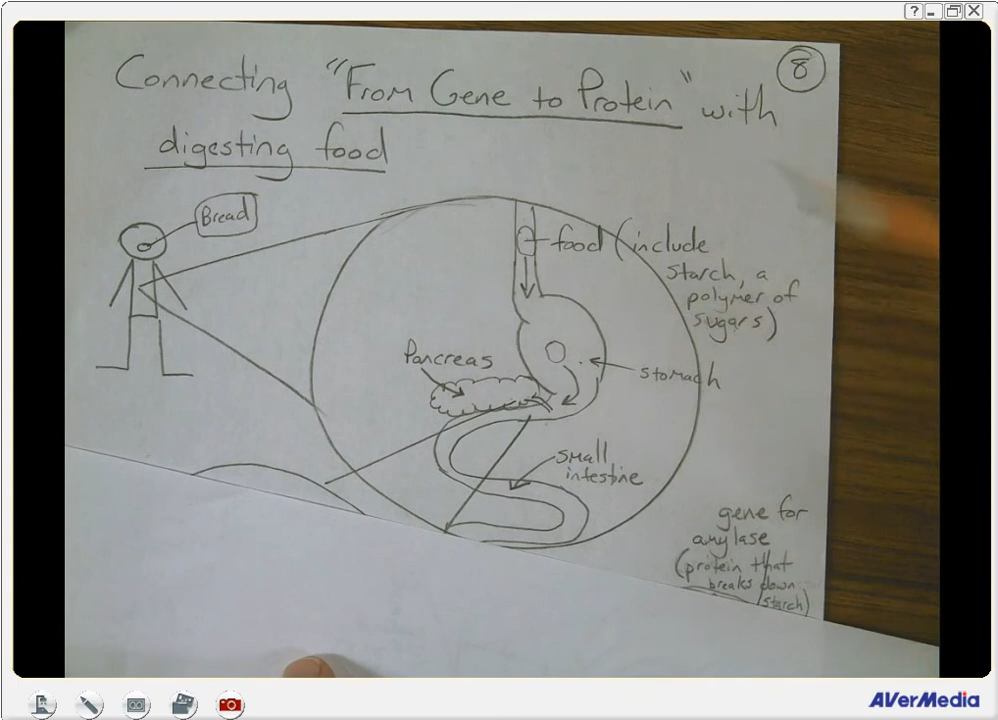 Connecting "From Gene to Protein" with
8
digesting food
Bread
food (include
starch, a
polymer of
sugars)
Pancreas
stomach
small
intestine
gene for
amylase
(protein that
breaks down
starch)
AVerMedia
?